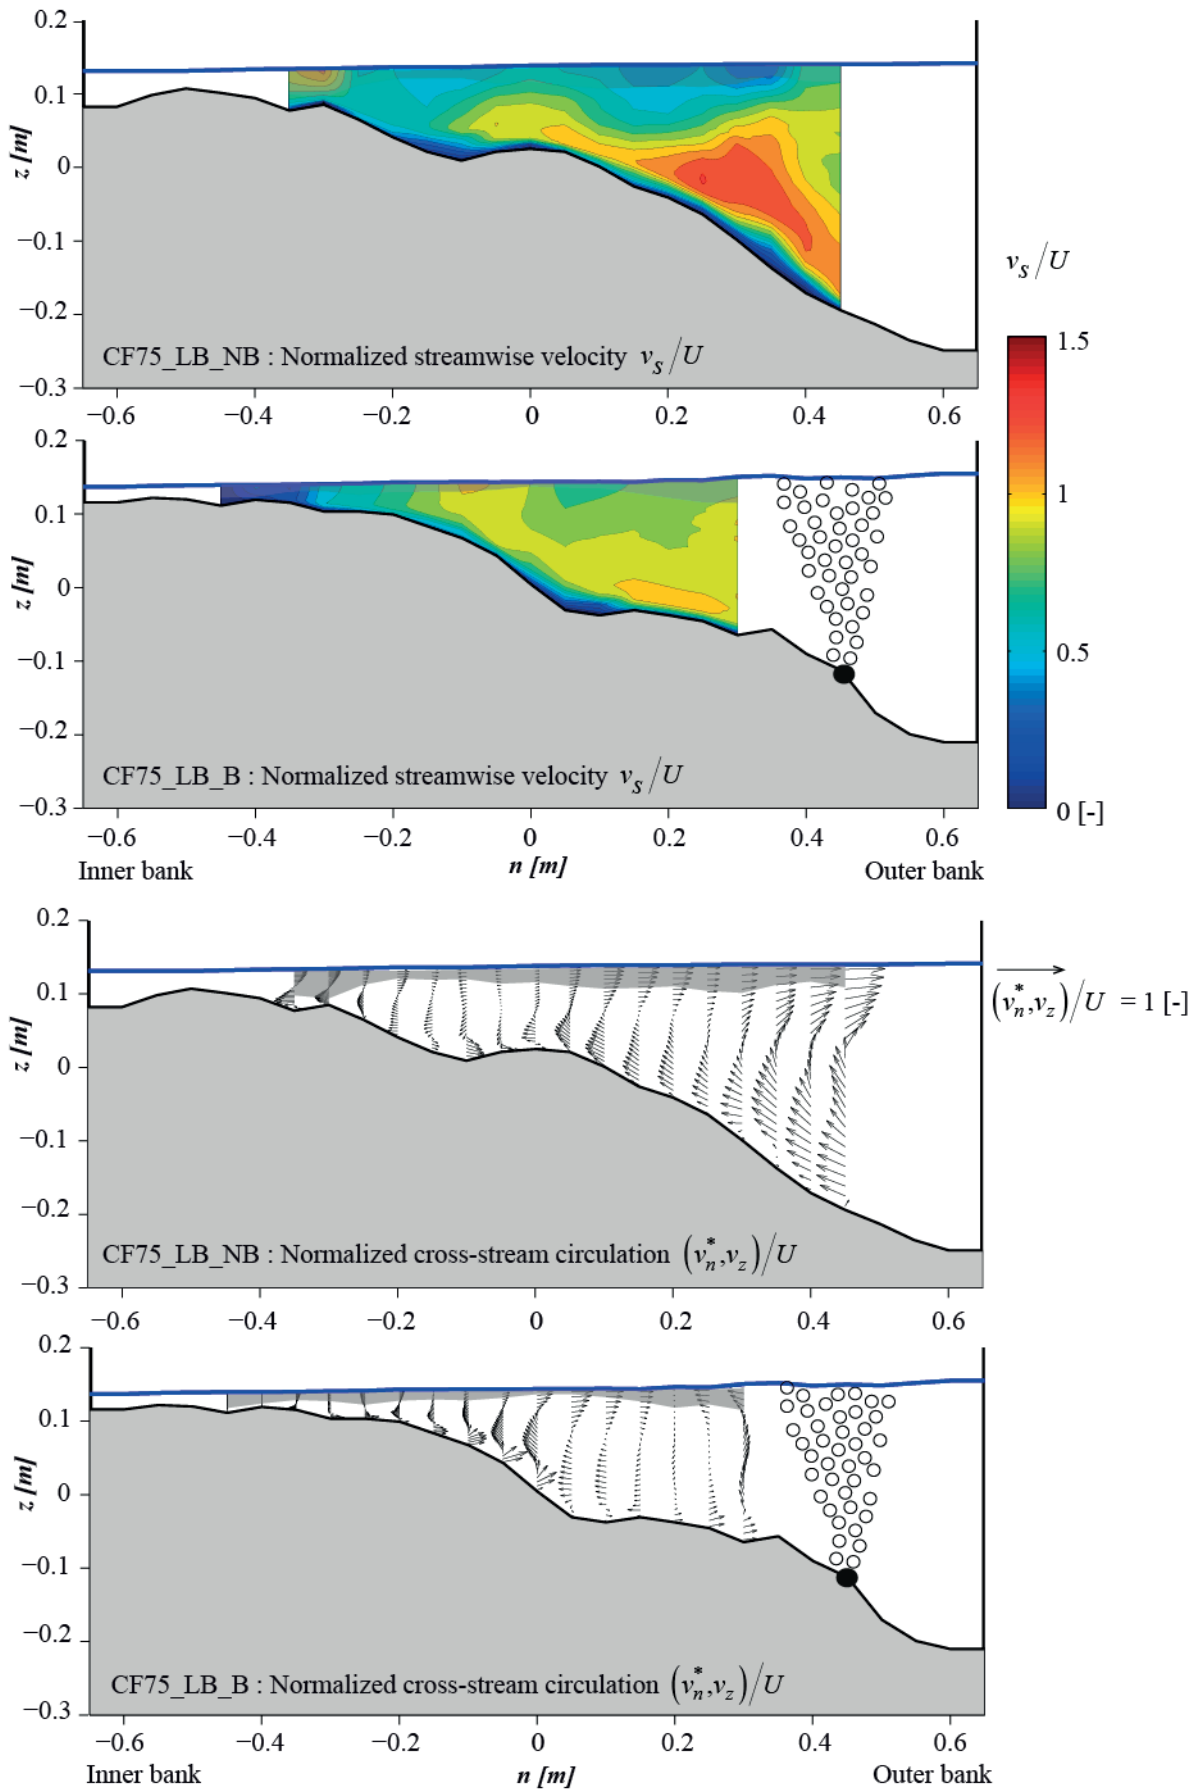 0.2
0.1
0
−0.1
−0.2
−0.3
z [m]
CF75_LB_NB : Normalized streamwise velocity v_s/U
−0.6 −0.4 −0.2 0 0.2 0.4 0.6
v_s/U
1.5
1
0.5
0 [-]
0.2
0.1
0
−0.1
−0.2
−0.3
z [m]
CF75_LB_B : Normalized streamwise velocity v_s/U
−0.6 −0.4 −0.2 0 0.2 0.4 0.6
Inner bank n [m] Outer bank
0.2
0.1
0
−0.1
−0.2
−0.3
z [m]
(v_n^*,v_z)/U = 1 [-]
CF75_LB_NB : Normalized cross-stream circulation (v_n^*,v_z)/U
−0.6 −0.4 −0.2 0 0.2 0.4 0.6
0.2
0.1
0
−0.1
−0.2
−0.3
z [m]
CF75_LB_B : Normalized cross-stream circulation (v_n^*,v_z)/U
−0.6 −0.4 −0.2 0 0.2 0.4 0.6
Inner bank n [m] Outer bank